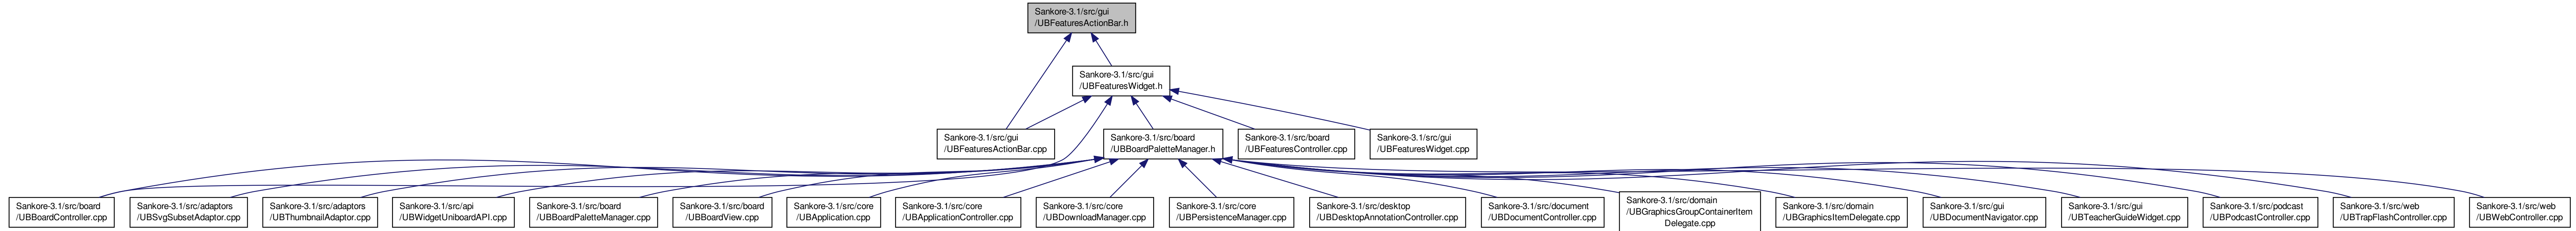 Sankore-3.1/src/gui
/UBFeaturesActionBar.h
Sankore-3.1/src/gui
/UBFeaturesWidget.h
Sankore-3.1/src/gui
/UBFeaturesActionBar.cpp
Sankore-3.1/src/board
/UBBoardPaletteManager.h
Sankore-3.1/src/board
/UBFeaturesController.cpp
Sankore-3.1/src/gui
/UBFeaturesWidget.cpp
Sankore-3.1/src/board
/UBBoardController.cpp
Sankore-3.1/src/adaptors
/UBSvgSubsetAdaptor.cpp
Sankore-3.1/src/adaptors
/UBThumbnailAdaptor.cpp
Sankore-3.1/src/api
/UBWidgetUniboardAPI.cpp
Sankore-3.1/src/board
/UBBoardPaletteManager.cpp
Sankore-3.1/src/board
/UBBoardView.cpp
Sankore-3.1/src/core
/UBApplication.cpp
Sankore-3.1/src/core
/UBApplicationController.cpp
Sankore-3.1/src/core
/UBDownloadManager.cpp
Sankore-3.1/src/core
/UBPersistenceManager.cpp
Sankore-3.1/src/desktop
/UBDesktopAnnotationController.cpp
Sankore-3.1/src/document
/UBDocumentController.cpp
Sankore-3.1/src/domain
/UBGraphicsGroupContainerItem
Delegate.cpp
Sankore-3.1/src/domain
/UBGraphicsItemDelegate.cpp
Sankore-3.1/src/gui
/UBDocumentNavigator.cpp
Sankore-3.1/src/gui
/UBTeacherGuideWidget.cpp
Sankore-3.1/src/podcast
/UBPodcastController.cpp
Sankore-3.1/src/web
/UBTrapFlashController.cpp
Sankore-3.1/src/web
/UBWebController.cpp